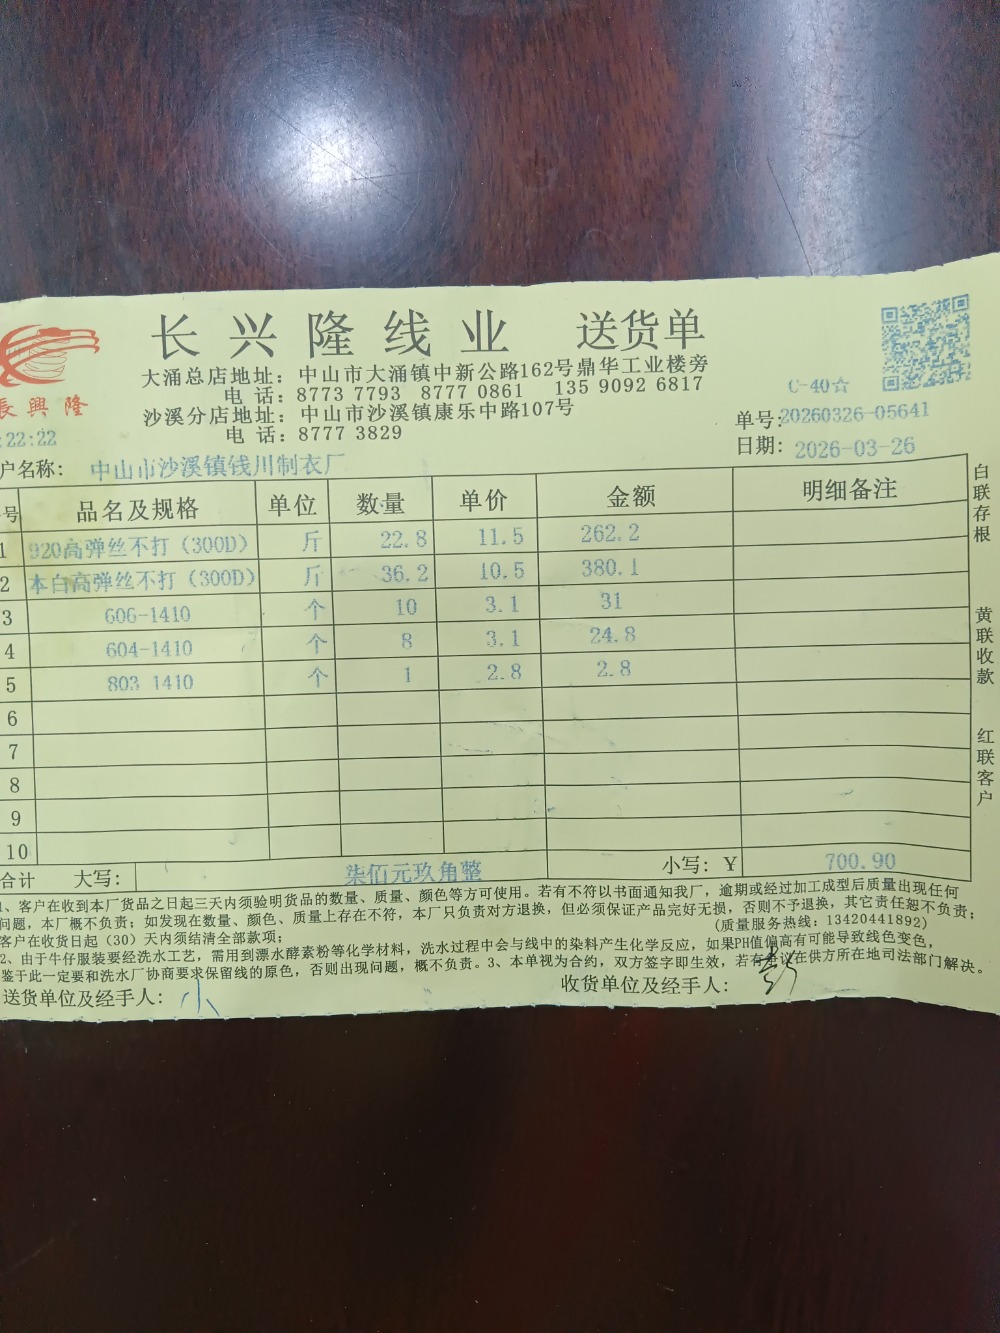 长兴隆线业 送货单
大涌总店地址：中山市大涌镇中新公路162号鼎华工业楼旁
电 话：8773 7793 8777 0861 135 9092 6817
沙溪分店地址：中山市沙溪镇康乐中路107号
电 话：8777 3829
長興隆
:22:22
C-40☆
单号:20260326-05641
日期: 2026-03-26
户名称: 中山市沙溪镇钱川制衣厂
号 品名及规格 单位 数量 单价 金额 明细备注
1 920高弹丝不打（300D） 斤 22.8 11.5 262.2
2 本白高弹丝不打（300D） 斤 36.2 10.5 380.1
3 606-1410 个 10 3.1 31
4 604-1410 个 8 3.1 24.8
5 803 1410 个 1 2.8 2.8
6
7
8
9
10
合计 大写: 柒佰元玖角整 小写: ￥ 700.90
1、客户在收到本厂货品之日起三天内须验明货品的数量、质量、颜色等方可使用。若有不符以书面通知我厂，逾期或经过加工成型后质量出现任何
问题，本厂概不负责；如发现在数量、颜色、质量上存在不符，本厂只负责对方退换，但必须保证产品完好无损，否则不予退换，其它责任恕不负责；
客户在收货日起（30）天内须结清全部款项； (质量服务热线: 13420441892)
2、由于牛仔服装要经洗水工艺，需用到漂水酵素粉等化学材料，洗水过程中会与线中的染料产生化学反应，如果PH值偏高有可能导致线色变色，
鉴于此一定要和洗水厂协商要求保留线的原色，否则出现问题，概不负责。3、本单视为合约，双方签字即生效，若有争议在供方所在地司法部门解决。
送货单位及经手人: 小 收货单位及经手人:
白联存根
黄联收款
红联客户